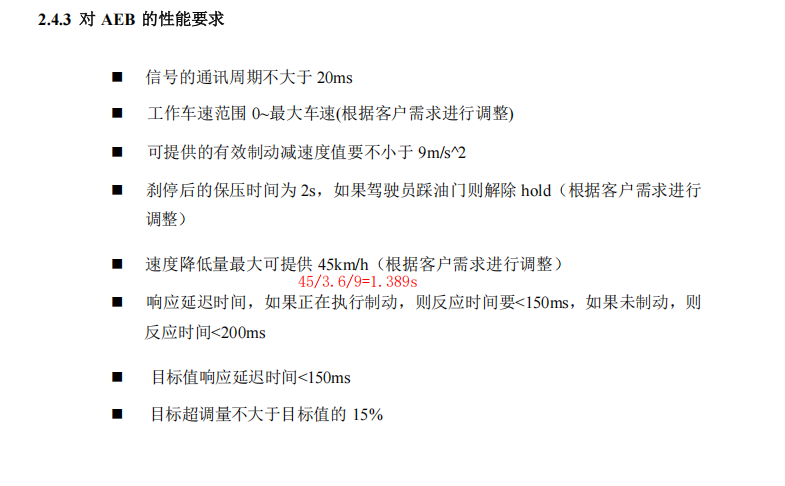 2.4.3 对 AEB 的性能要求
■ 信号的通讯周期不大于 20ms
■ 工作车速范围 0~最大车速(根据客户需求进行调整)
■ 可提供的有效制动减速度值要不小于 9m/s^2
■ 刹停后的保压时间为 2s，如果驾驶员踩油门则解除 hold（根据客户需求进行
调整）
■ 速度降低量最大可提供 45km/h（根据客户需求进行调整）
45/3.6/9=1.389s
■ 响应延迟时间，如果正在执行制动，则反应时间要<150ms，如果未制动，则
反应时间<200ms
■ 目标值响应延迟时间<150ms
■ 目标超调量不大于目标值的 15%